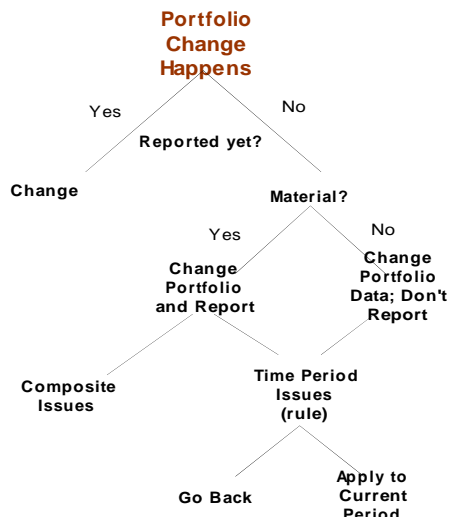 Portfolio
Change
Happens
Yes
No
Reported yet?
Change
Material?
Yes
No
Change
Portfolio
and Report
Change
Portfolio
Data; Don't
Report
Composite
Issues
Time Period
Issues
(rule)
Go Back
Apply to
Current
Period